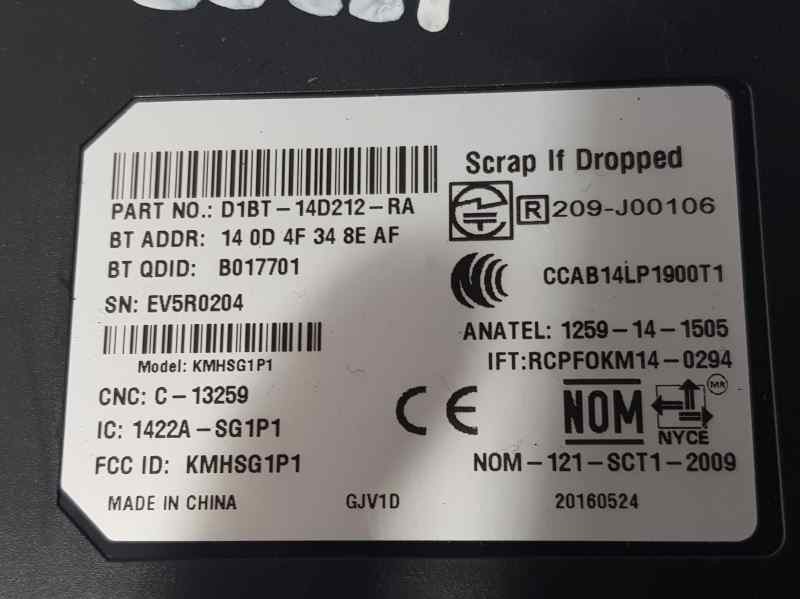 Scrap If Dropped
PART NO.: D1BT-14D212-RA
R 209-J00106
BT ADDR: 14 0D 4F 34 8E AF
BT QDID: B017701
CCAB14LP1900T1
SN: EV5R0204
ANATEL: 1259-14-1505
Model: KMHSG1P1
IFT:RCPFOKM14-0294
CNC: C-13259
CE
NOM
MR
NYCE
IC: 1422A-SG1P1
FCC ID: KMHSG1P1
NOM-121-SCT1-2009
MADE IN CHINA
GJV1D
20160524